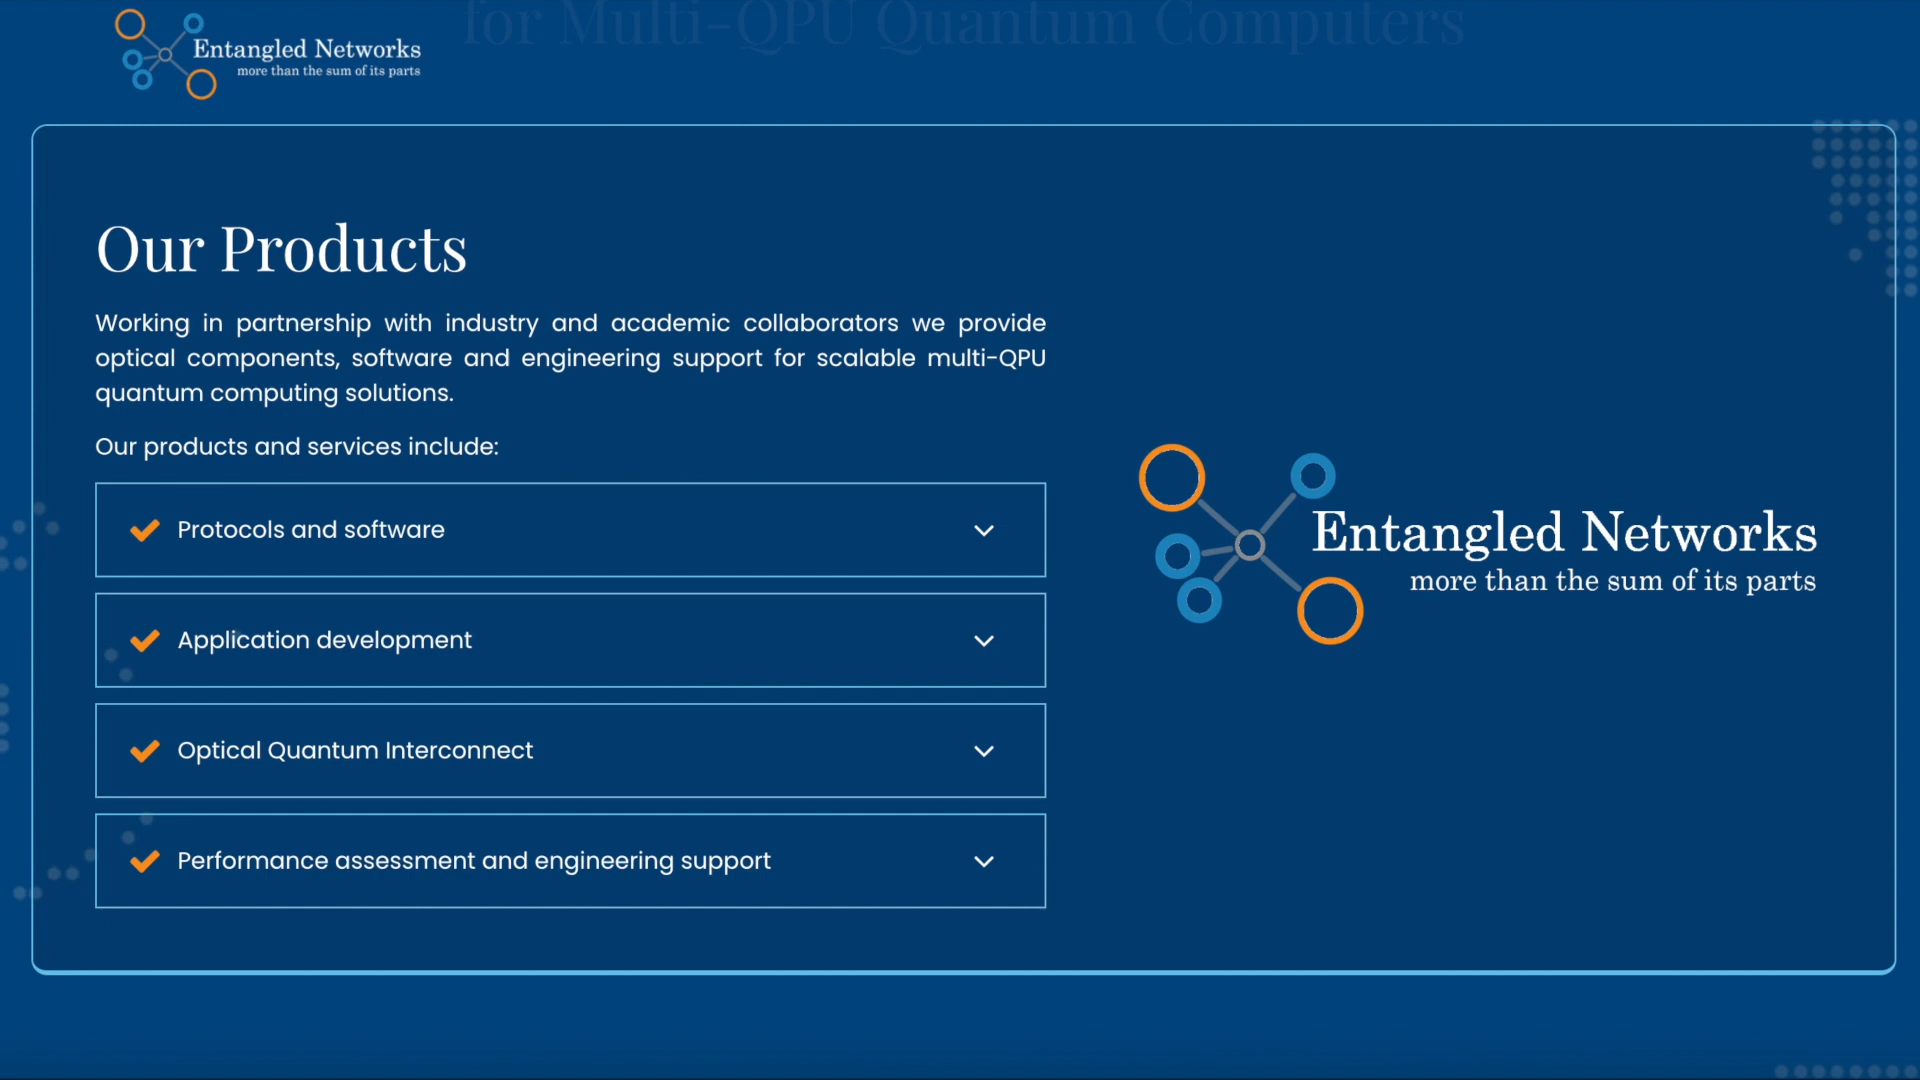 for Multi-QPU Quantum Computers
Entangled Networks
more than the sum of its parts
Our Products
Working in partnership with industry and academic collaborators we provide
optical components, software and engineering support for scalable multi-QPU
quantum computing solutions.
Our products and services include:
Protocols and software
Application development
Optical Quantum Interconnect
Performance assessment and engineering support
Entangled Networks
more than the sum of its parts